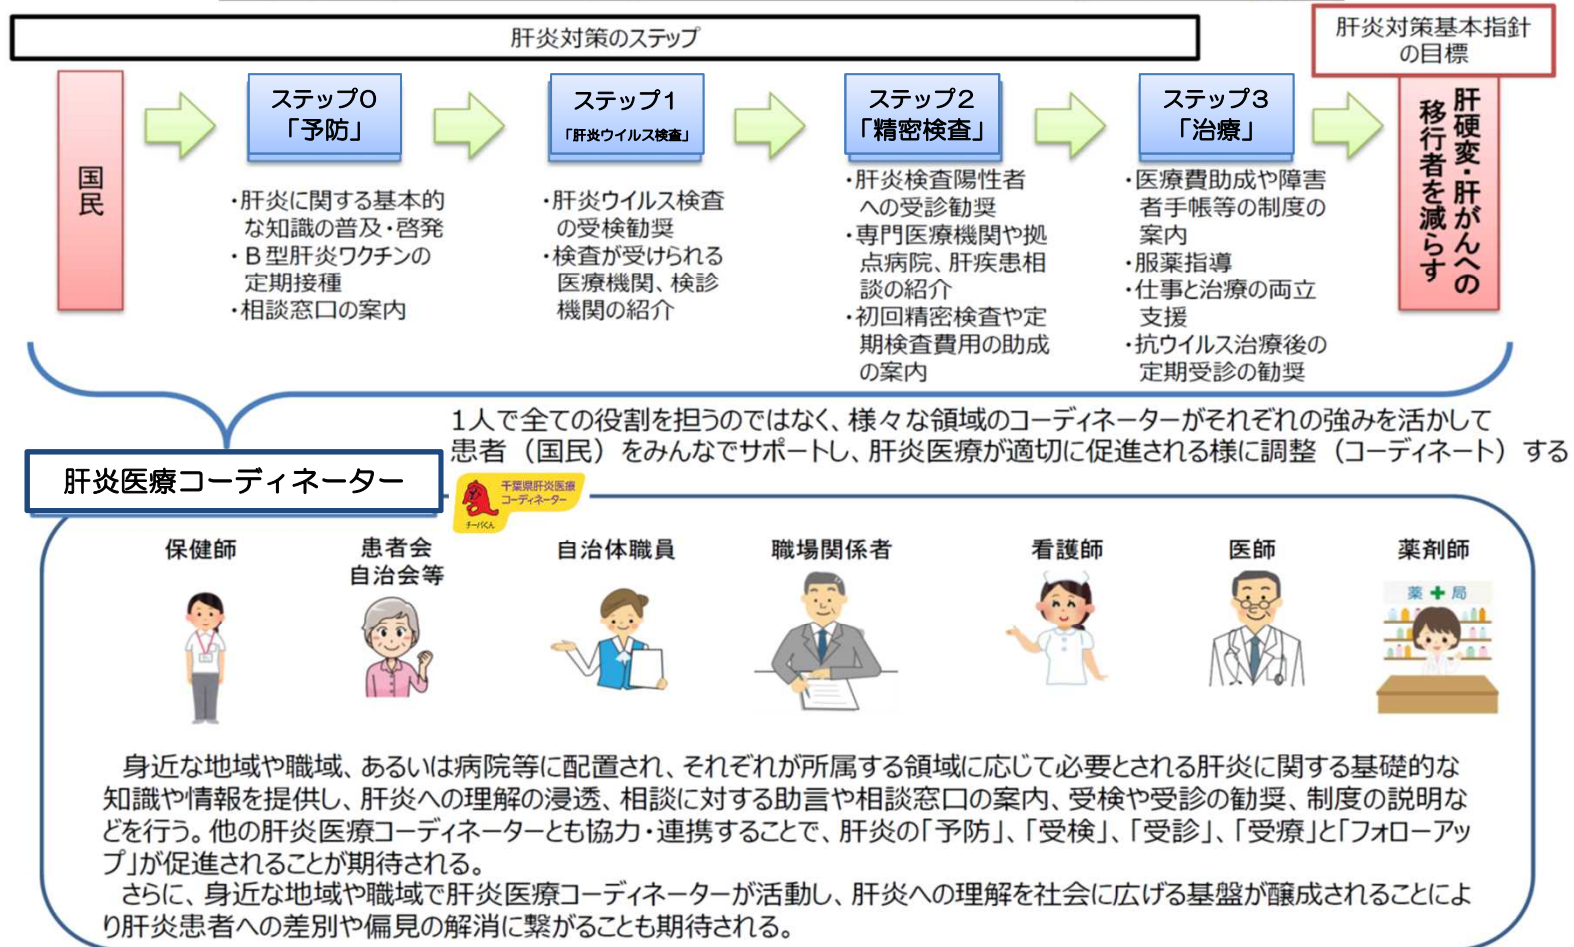 肝炎対策のステップ
肝炎対策基本指針
の目標
国民
ステップ0
「予防」
・肝炎に関する基本的
な知識の普及・啓発
・B型肝炎ワクチンの
定期接種
・相談窓口の案内
ステップ1
「肝炎ウイルス検査」
・肝炎ウイルス検査
の受検勧奨
・検査が受けられる
医療機関、検診
機関の紹介
ステップ2
「精密検査」
・肝炎検査陽性者
への受診勧奨
・専門医療機関や拠
点病院、肝疾患相
談の紹介
・初回精密検査や定
期検査費用の助成
の案内
ステップ3
「治療」
・医療費助成や障害
者手帳等の制度の
案内
・服薬指導
・仕事と治療の両立
支援
・抗ウイルス治療後の
定期受診の勧奨
肝硬変・肝がんへの
移行者を減らす
1人で全ての役割を担うのではなく、様々な領域のコーディネーターがそれぞれの強みを活かして
患者（国民）をみんなでサポートし、肝炎医療が適切に促進される様に調整（コーディネート）する
肝炎医療コーディネーター
千葉県肝炎医療
コーディネーター
チーバくん
保健師
患者会
自治会等
自治体職員
職場関係者
看護師
医師
薬剤師
薬局
身近な地域や職域、あるいは病院等に配置され、それぞれが所属する領域に応じて必要とされる肝炎に関する基礎的な
知識や情報を提供し、肝炎への理解の浸透、相談に対する助言や相談窓口の案内、受検や受診の勧奨、制度の説明な
どを行う。他の肝炎医療コーディネーターとも協力・連携することで、肝炎の「予防」、「受検」、「受診」、「受療」と「フォローアッ
プ」が促進されることが期待される。
さらに、身近な地域や職域で肝炎医療コーディネーターが活動し、肝炎への理解を社会に広げる基盤が醸成されることによ
り肝炎患者への差別や偏見の解消に繋がることも期待される。